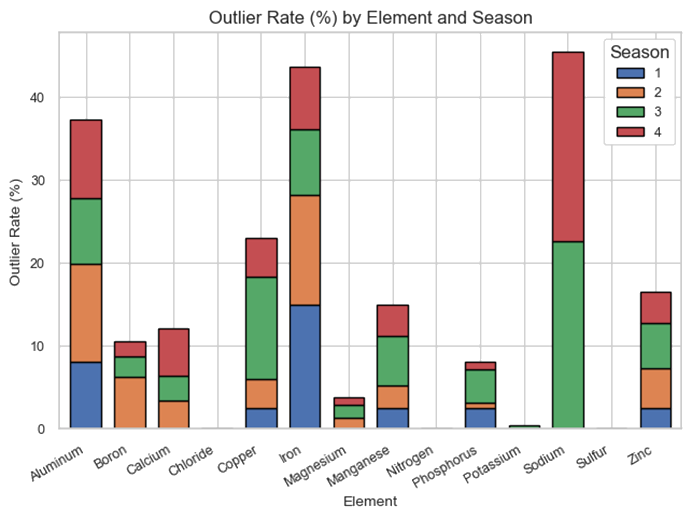 Outlier Rate (%) by Element and Season
Season
1
2
3
4
40
30
20
10
0
Outlier Rate (%)
Aluminum
Boron
Calcium
Chloride
Copper
Iron
Magnesium
Manganese
Nitrogen
Phosphorus
Potassium
Sodium
Sulfur
Zinc
Element